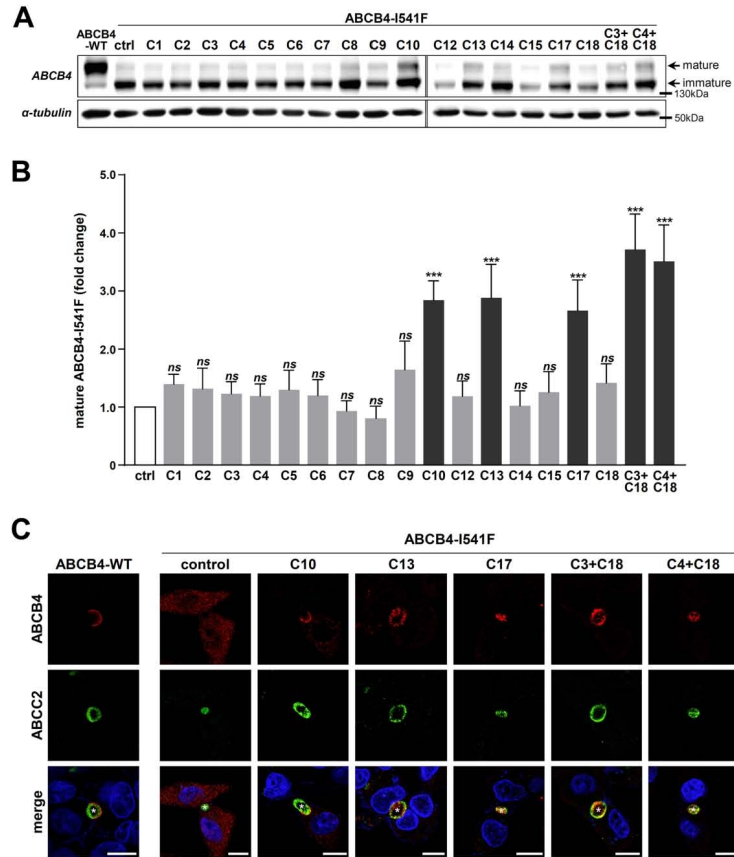 A
ABCB4-I541F
ABCB4
-WT
ctrl C1 C2 C3 C4 C5 C6 C7 C8 C9 C10 C12 C13 C14 C15 C17 C18 C3+
C18 C4+
C18
ABCB4
mature
immature
130kDa
α-tubulin
50kDa
B
mature ABCB4-I541F (fold change)
5.0
4.0
3.0
2.0
1.0
0
ns ns ns ns ns ns ns ns ns *** ns *** ns ns *** ns *** ***
ctrl C1 C2 C3 C4 C5 C6 C7 C8 C9 C10 C12 C13 C14 C15 C17 C18 C3+
C18 C4+
C18
C
ABCB4-I541F
ABCB4-WT control C10 C13 C17 C3+C18 C4+C18
ABCB4
ABCC2
merge
* * * * * * *